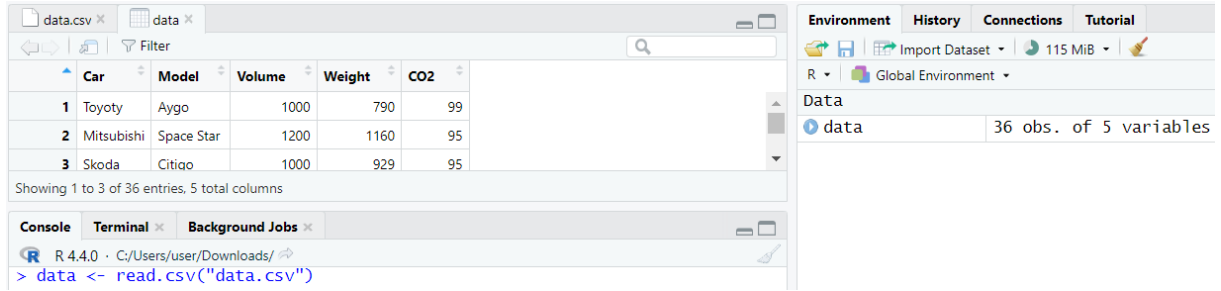 data.csv data
Filter
Car Model Volume Weight CO2
1 Toyoty Aygo 1000 790 99
2 Mitsubishi Space Star 1200 1160 95
3 Skoda Citigo 1000 929 95
Showing 1 to 3 of 36 entries, 5 total columns
Console Terminal Background Jobs
R R 4.4.0 · C:/Users/user/Downloads/
> data <- read.csv("data.csv")
Environment History Connections Tutorial
Import Dataset 115 MiB
R Global Environment
Data
data 36 obs. of 5 variables